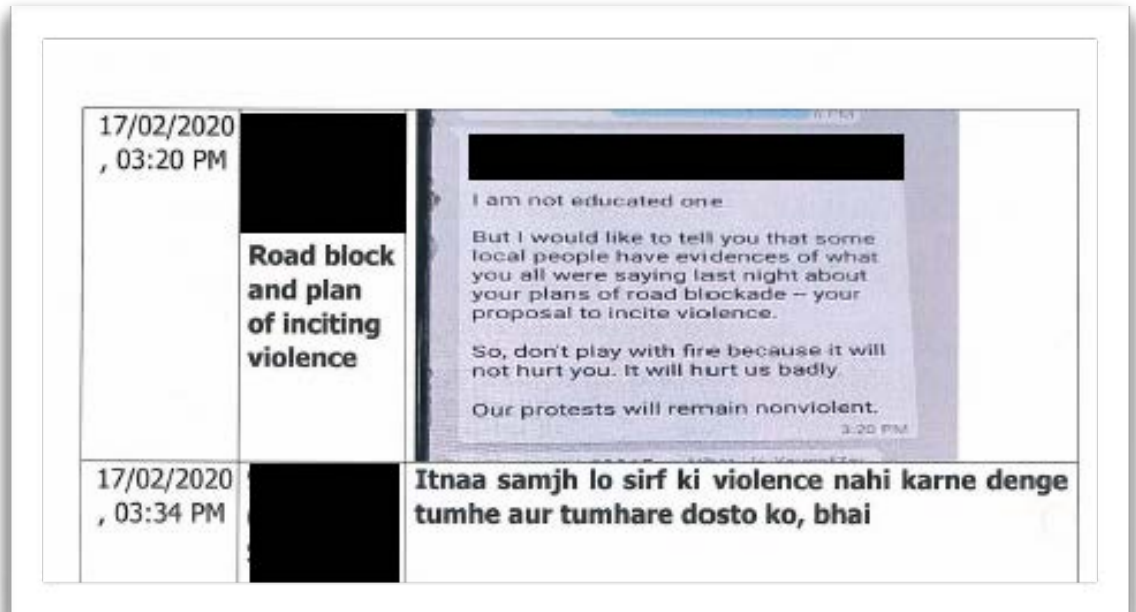 17/02/2020
, 03:20 PM
Road block
and plan
of inciting
violence
I am not educated one
But I would like to tell you that some
local people have evidences of what
you all were saying last night about
your plans of road blockade – your
proposal to incite violence.
So, don't play with fire because it will
not hurt you. It will hurt us badly.
Our protests will remain nonviolent.
3:20 PM
17/02/2020
, 03:34 PM
Itnaa samjh lo sirf ki violence nahi karne denge
tumhe aur tumhare dosto ko, bhai